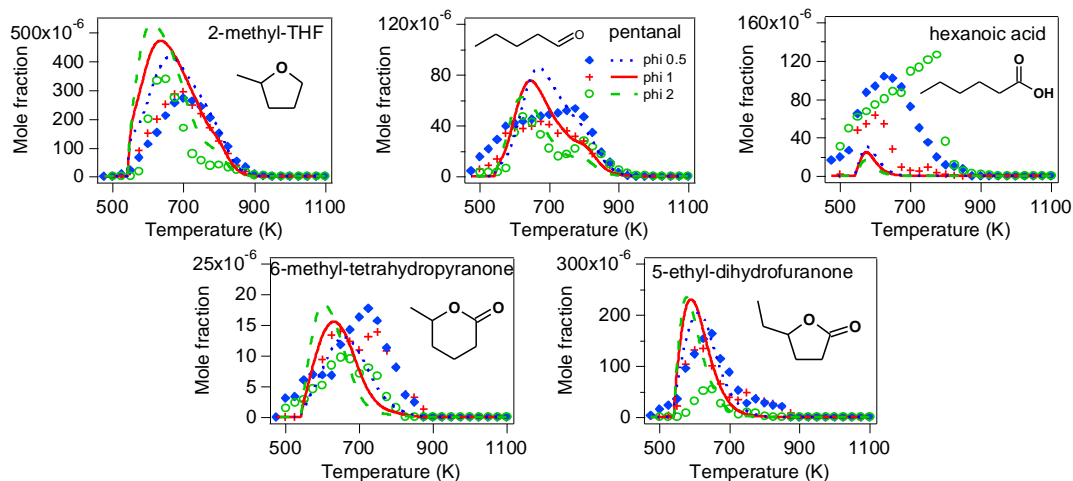 2-methyl-THF
500x10-6
400
300
200
100
0
Mole fraction
O
500 700 900 1100
Temperature (K)
pentanal
120x10-6
80
40
0
Mole fraction
O
phi 0.5
phi 1
phi 2
500 700 900 1100
Temperature (K)
hexanoic acid
160x10-6
120
80
40
0
Mole fraction
O
OH
500 700 900 1100
Temperature (K)
6-methyl-tetrahydropyranone
25x10-6
20
15
10
5
0
Mole fraction
O O
500 700 900 1100
Temperature (K)
5-ethyl-dihydrofuranone
300x10-6
200
100
0
Mole fraction
O O
500 700 900 1100
Temperature (K)